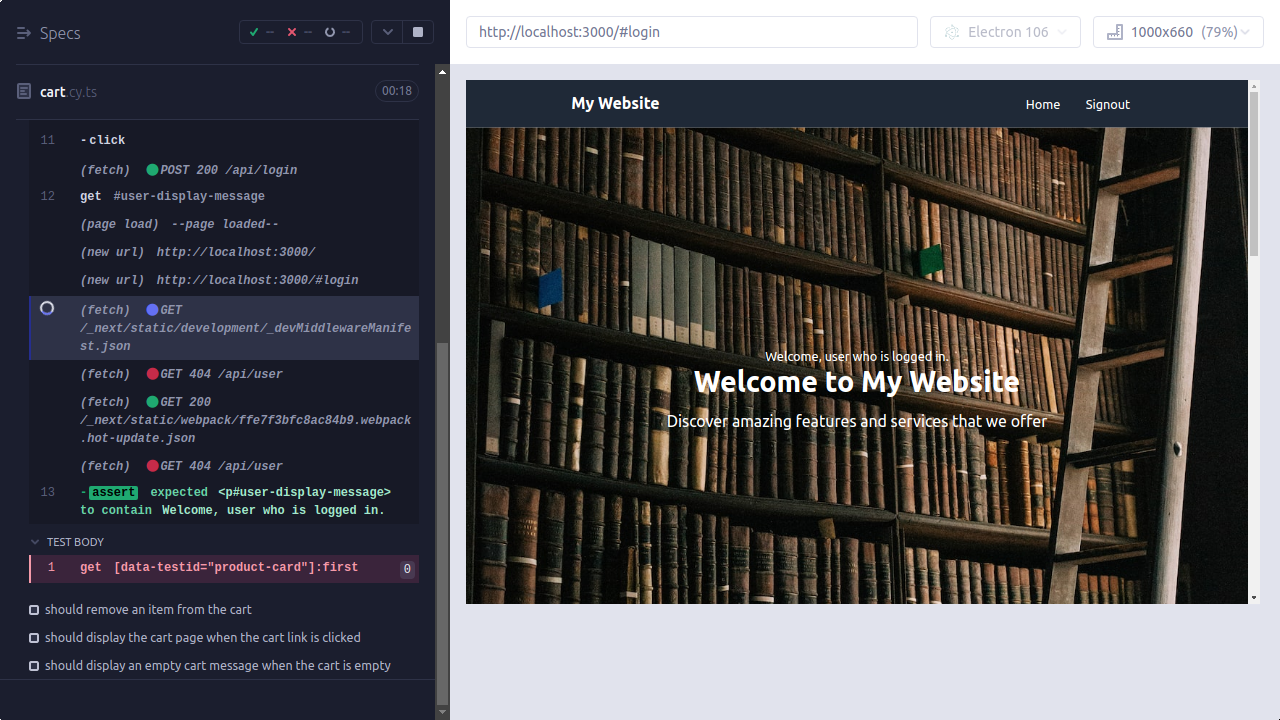 Specs
--
--
--
http://localhost:3000/#login
Electron 106
1000x660 (79%)
cart.cy.ts
00:18
11 -click
(fetch) POST 200 /api/login
12 get #user-display-message
(page load) --page loaded--
(new url) http://localhost:3000/
(new url) http://localhost:3000/#login
(fetch) GET
/_next/static/development/_devMiddlewareManife
st.json
(fetch) GET 404 /api/user
(fetch) GET 200
/_next/static/webpack/ffe7f3bfc8ac84b9.webpack
.hot-update.json
(fetch) GET 404 /api/user
13 -assert expected <p#user-display-message>
to contain Welcome, user who is logged in.
TEST BODY
1 get [data-testid="product-card"]:first 0
should remove an item from the cart
should display the cart page when the cart link is clicked
should display an empty cart message when the cart is empty
My Website
Home
Signout
Welcome, user who is logged in.
Welcome to My Website
Discover amazing features and services that we offer